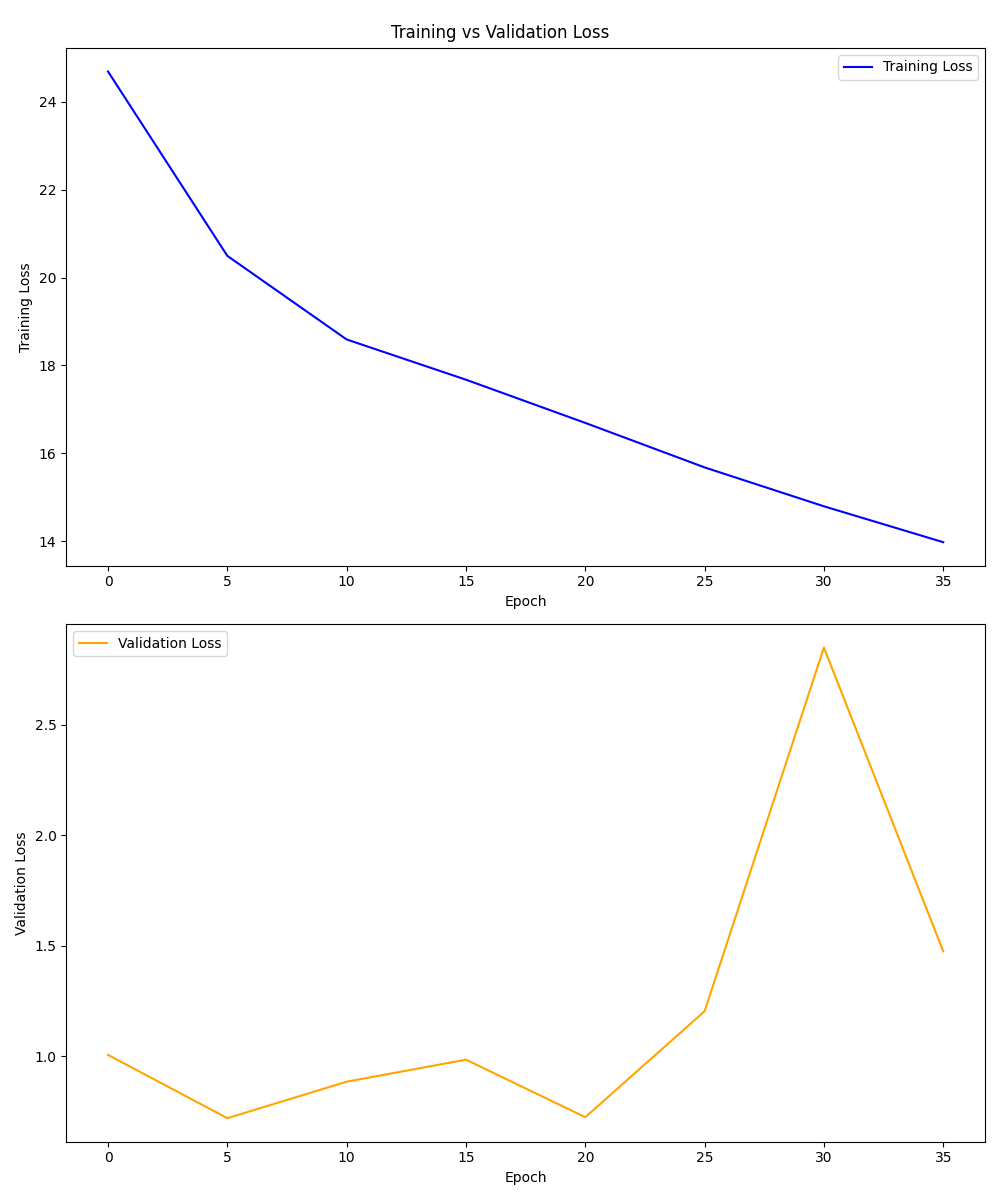 Training vs Validation Loss
Training Loss
24
22
20
18
16
14
Training Loss
0 5 10 15 20 25 30 35
Epoch
Validation Loss
2.5
2.0
1.5
1.0
Validation Loss
0 5 10 15 20 25 30 35
Epoch